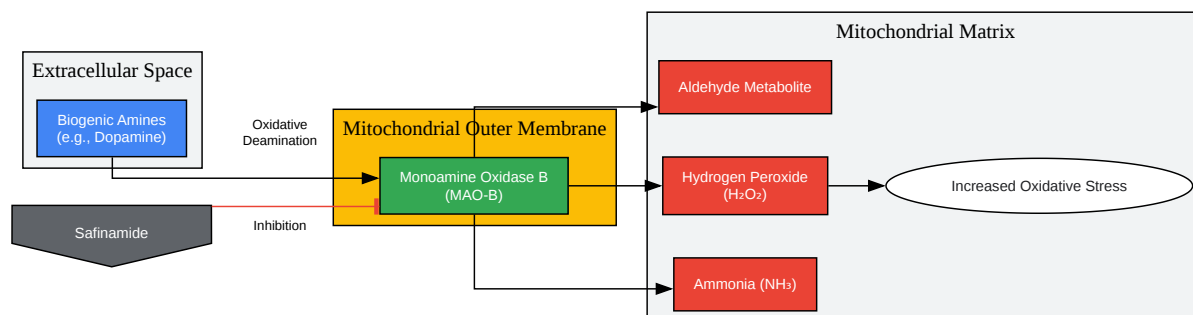 Extracellular Space
Biogenic Amines
(e.g., Dopamine)
Safinamide
Oxidative
Deamination
Inhibition
Mitochondrial Outer Membrane
Monoamine Oxidase B
(MAO-B)
Mitochondrial Matrix
Aldehyde Metabolite
Hydrogen Peroxide
(H₂O₂)
Increased Oxidative Stress
Ammonia (NH₃)